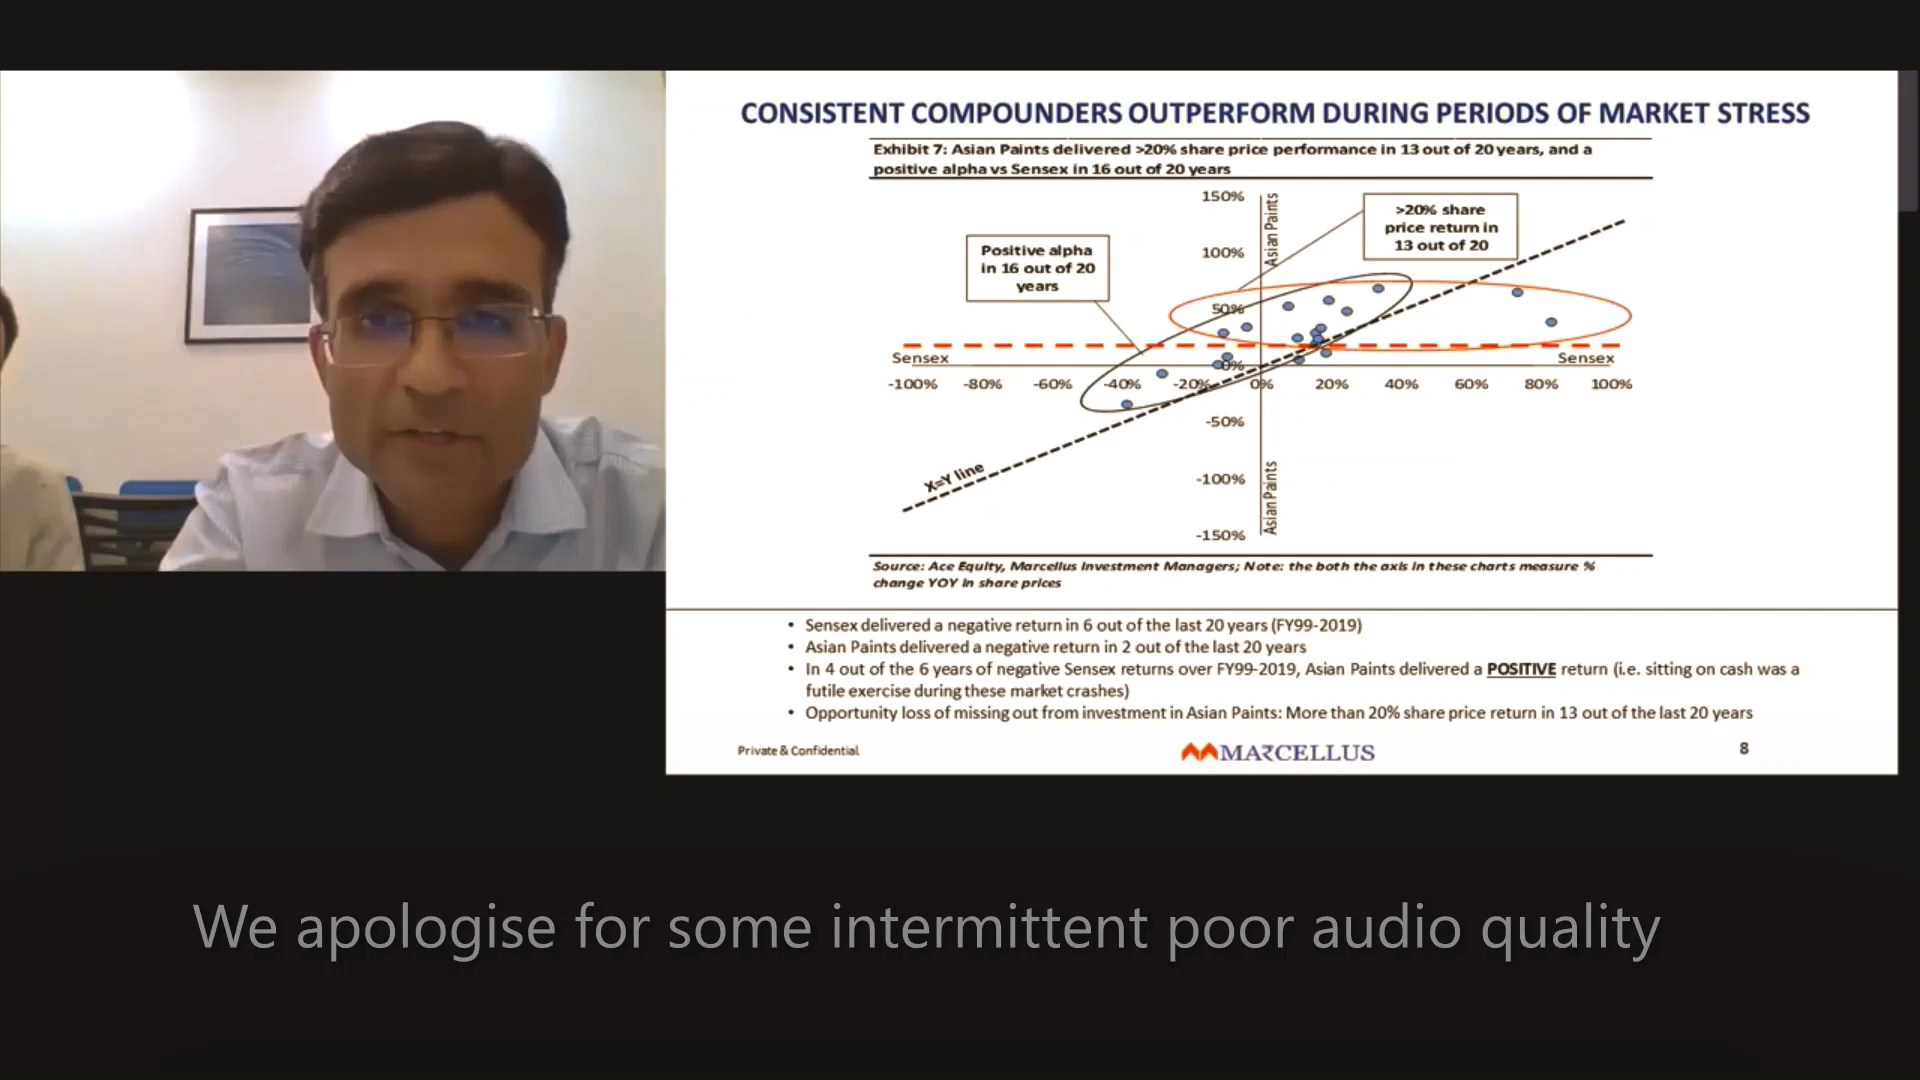 CONSISTENT COMPOUNDERS OUTPERFORM DURING PERIODS OF MARKET STRESS
Exhibit 7: Asian Paints delivered >20% share price performance in 13 out of 20 years, and a
positive alpha vs Sensex in 16 out of 20 years
150%
100%
50%
0%
-50%
-100%
-150%
Asian Paints
Asian Paints
>20% share
price return in
13 out of 20
Positive alpha
in 16 out of 20
years
Sensex
Sensex
-100%
-80%
-60%
-40%
-20%
0%
20%
40%
60%
80%
100%
X=Y line
Source: Ace Equity, Marcellus Investment Managers; Note: the both the axis in these charts measure %
change YOY in share prices
• Sensex delivered a negative return in 6 out of the last 20 years (FY99-2019)
• Asian Paints delivered a negative return in 2 out of the last 20 years
• In 4 out of the 6 years of negative Sensex returns over FY99-2019, Asian Paints delivered a POSITIVE return (i.e. sitting on cash was a
futile exercise during these market crashes)
• Opportunity loss of missing out from investment in Asian Paints: More than 20% share price return in 13 out of the last 20 years
Private & Confidential
MARCELLUS
8
We apologise for some intermittent poor audio quality